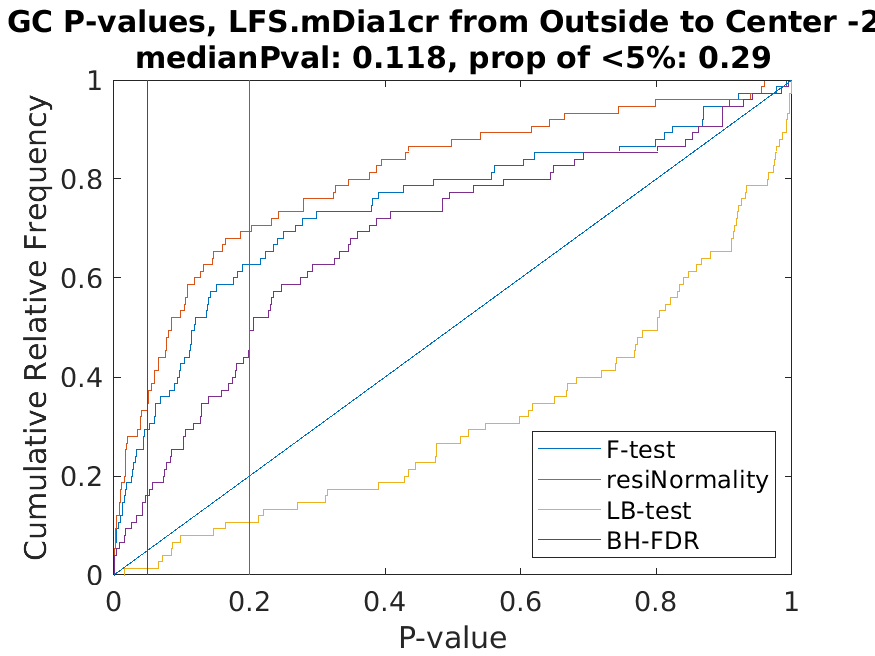 GC P-values, LFS.mDia1cr from Outside to Center -2
medianPval: 0.118, prop of <5%: 0.29
Cumulative Relative Frequency
1
0.8
0.6
0.4
0.2
0
0
0.2
0.4
0.6
0.8
1
P-value
F-test
resiNormality
LB-test
BH-FDR